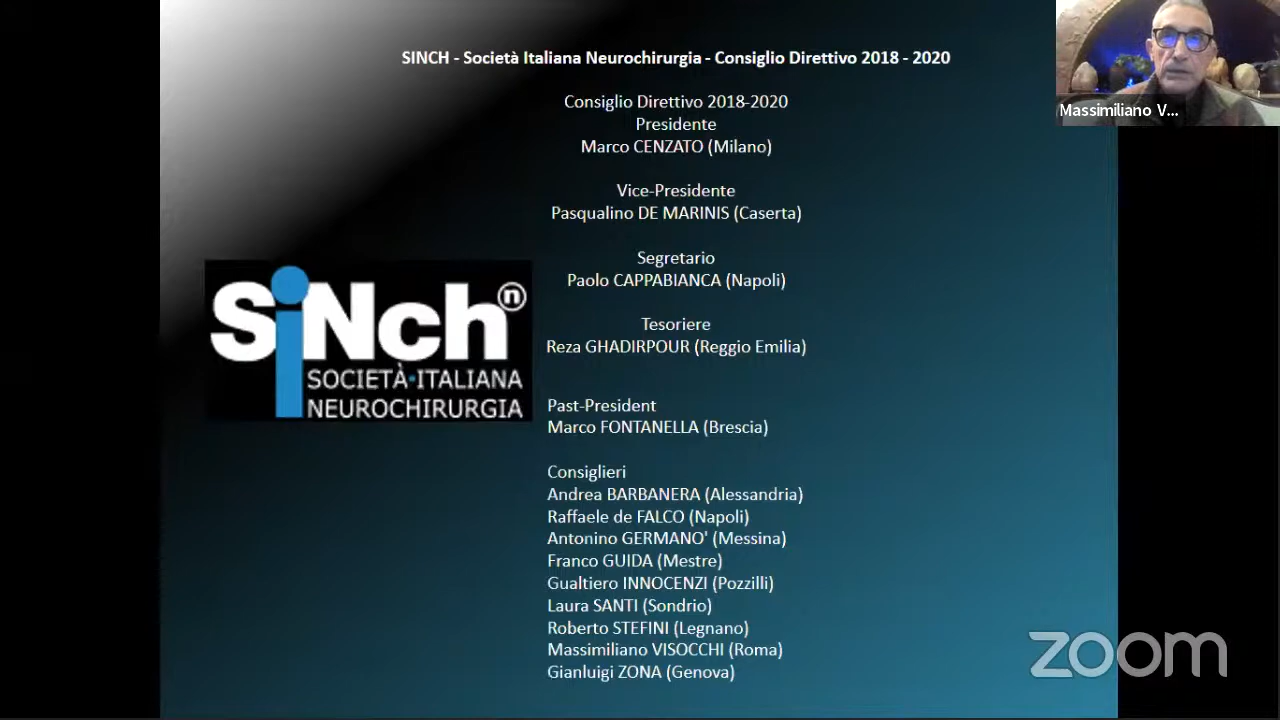 SINCH - Società Italiana Neurochirurgia - Consiglio Direttivo 2018 - 2020
Consiglio Direttivo 2018-2020
Presidente
Marco CENZATO (Milano)
Vice-Presidente
Pasqualino DE MARINIS (Caserta)
Segretario
Paolo CAPPABIANCA (Napoli)
Tesoriere
Reza GHADIRPOUR (Reggio Emilia)
Past-President
Marco FONTANELLA (Brescia)
Consiglieri
Andrea BARBANERA (Alessandria)
Raffaele de FALCO (Napoli)
Antonino GERMANO' (Messina)
Franco GUIDA (Mestre)
Gualtiero INNOCENZI (Pozzilli)
Laura SANTI (Sondrio)
Roberto STEFINI (Legnano)
Massimiliano VISOCCHI (Roma)
Gianluigi ZONA (Genova)
SiNch n
SOCIETÀ·ITALIANA
NEUROCHIRURGIA
Massimiliano V...
zoom